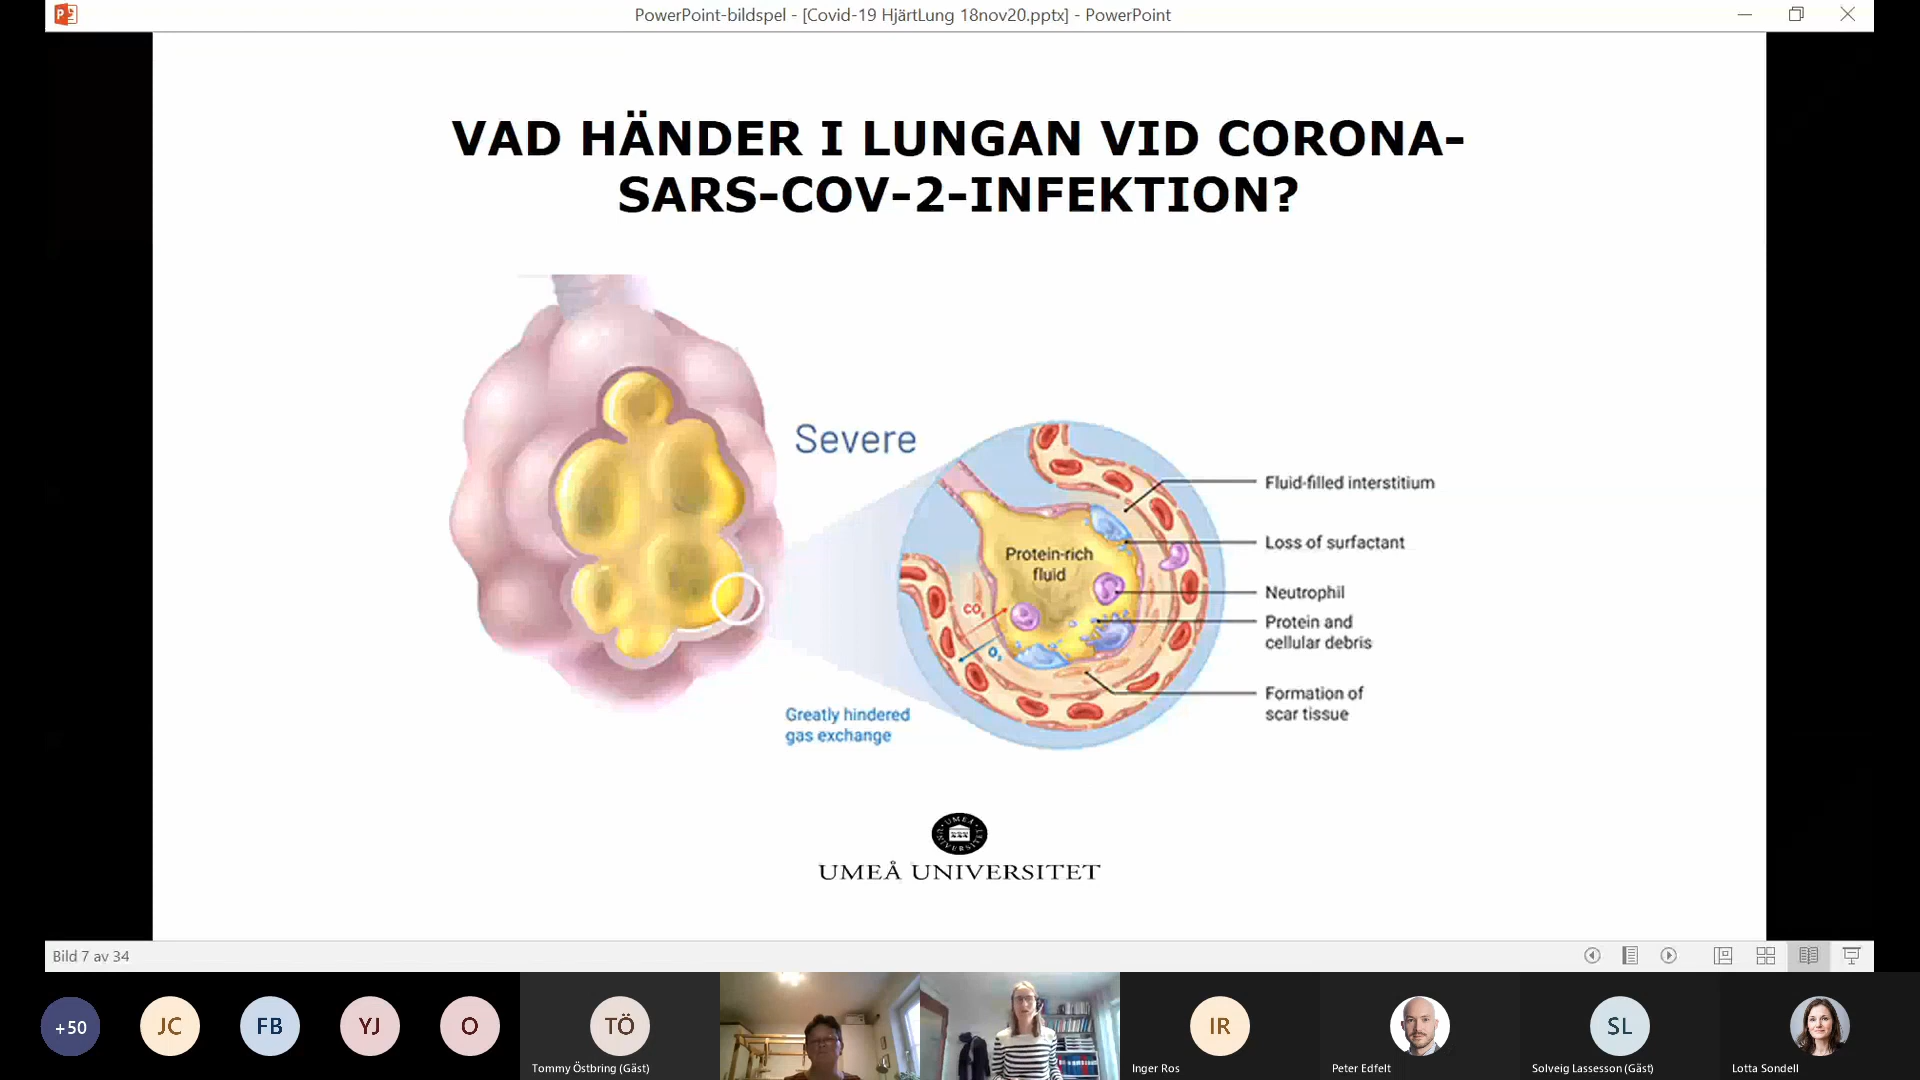 PowerPoint-bildspel - [Covid-19 HjärtLung 18nov20.pptx] - PowerPoint
VAD HÄNDER I LUNGAN VID CORONA-
SARS-COV-2-INFEKTION?
Severe
Fluid-filled interstitium
Loss of surfactant
Protein-rich
fluid
Neutrophil
CO₂
Protein and
cellular debris
O₂
Formation of
scar tissue
Greatly hindered
gas exchange
UMEÅ UNIVERSITET
Bild 7 av 34
+50
JC
FB
YJ
O
TÖ
IR
SL
Tommy Östbring (Gäst)
Inger Ros
Peter Edfelt
Solveig Lassesson (Gäst)
Lotta Sondell